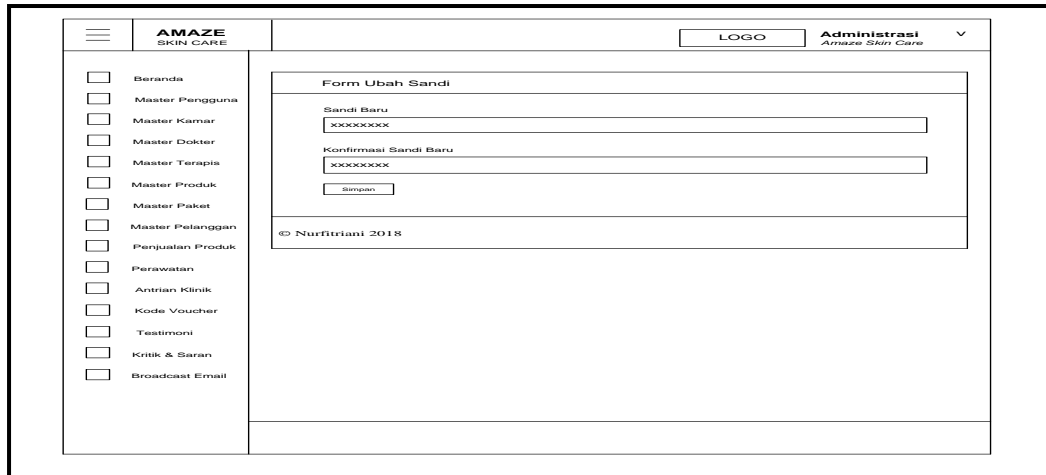 AMAZE
SKIN CARE
LOGO
Administrasi
Amaze Skin Care
Beranda
Master Pengguna
Master Kamar
Master Dokter
Master Terapis
Master Produk
Master Paket
Master Pelanggan
Penjualan Produk
Perawatan
Antrian Klinik
Kode Voucher
Testimoni
Kritik & Saran
Broadcast Email
Form Ubah Sandi
Sandi Baru
xxxxxxxx
Konfirmasi Sandi Baru
xxxxxxxx
Simpan
© Nurfitriani 2018